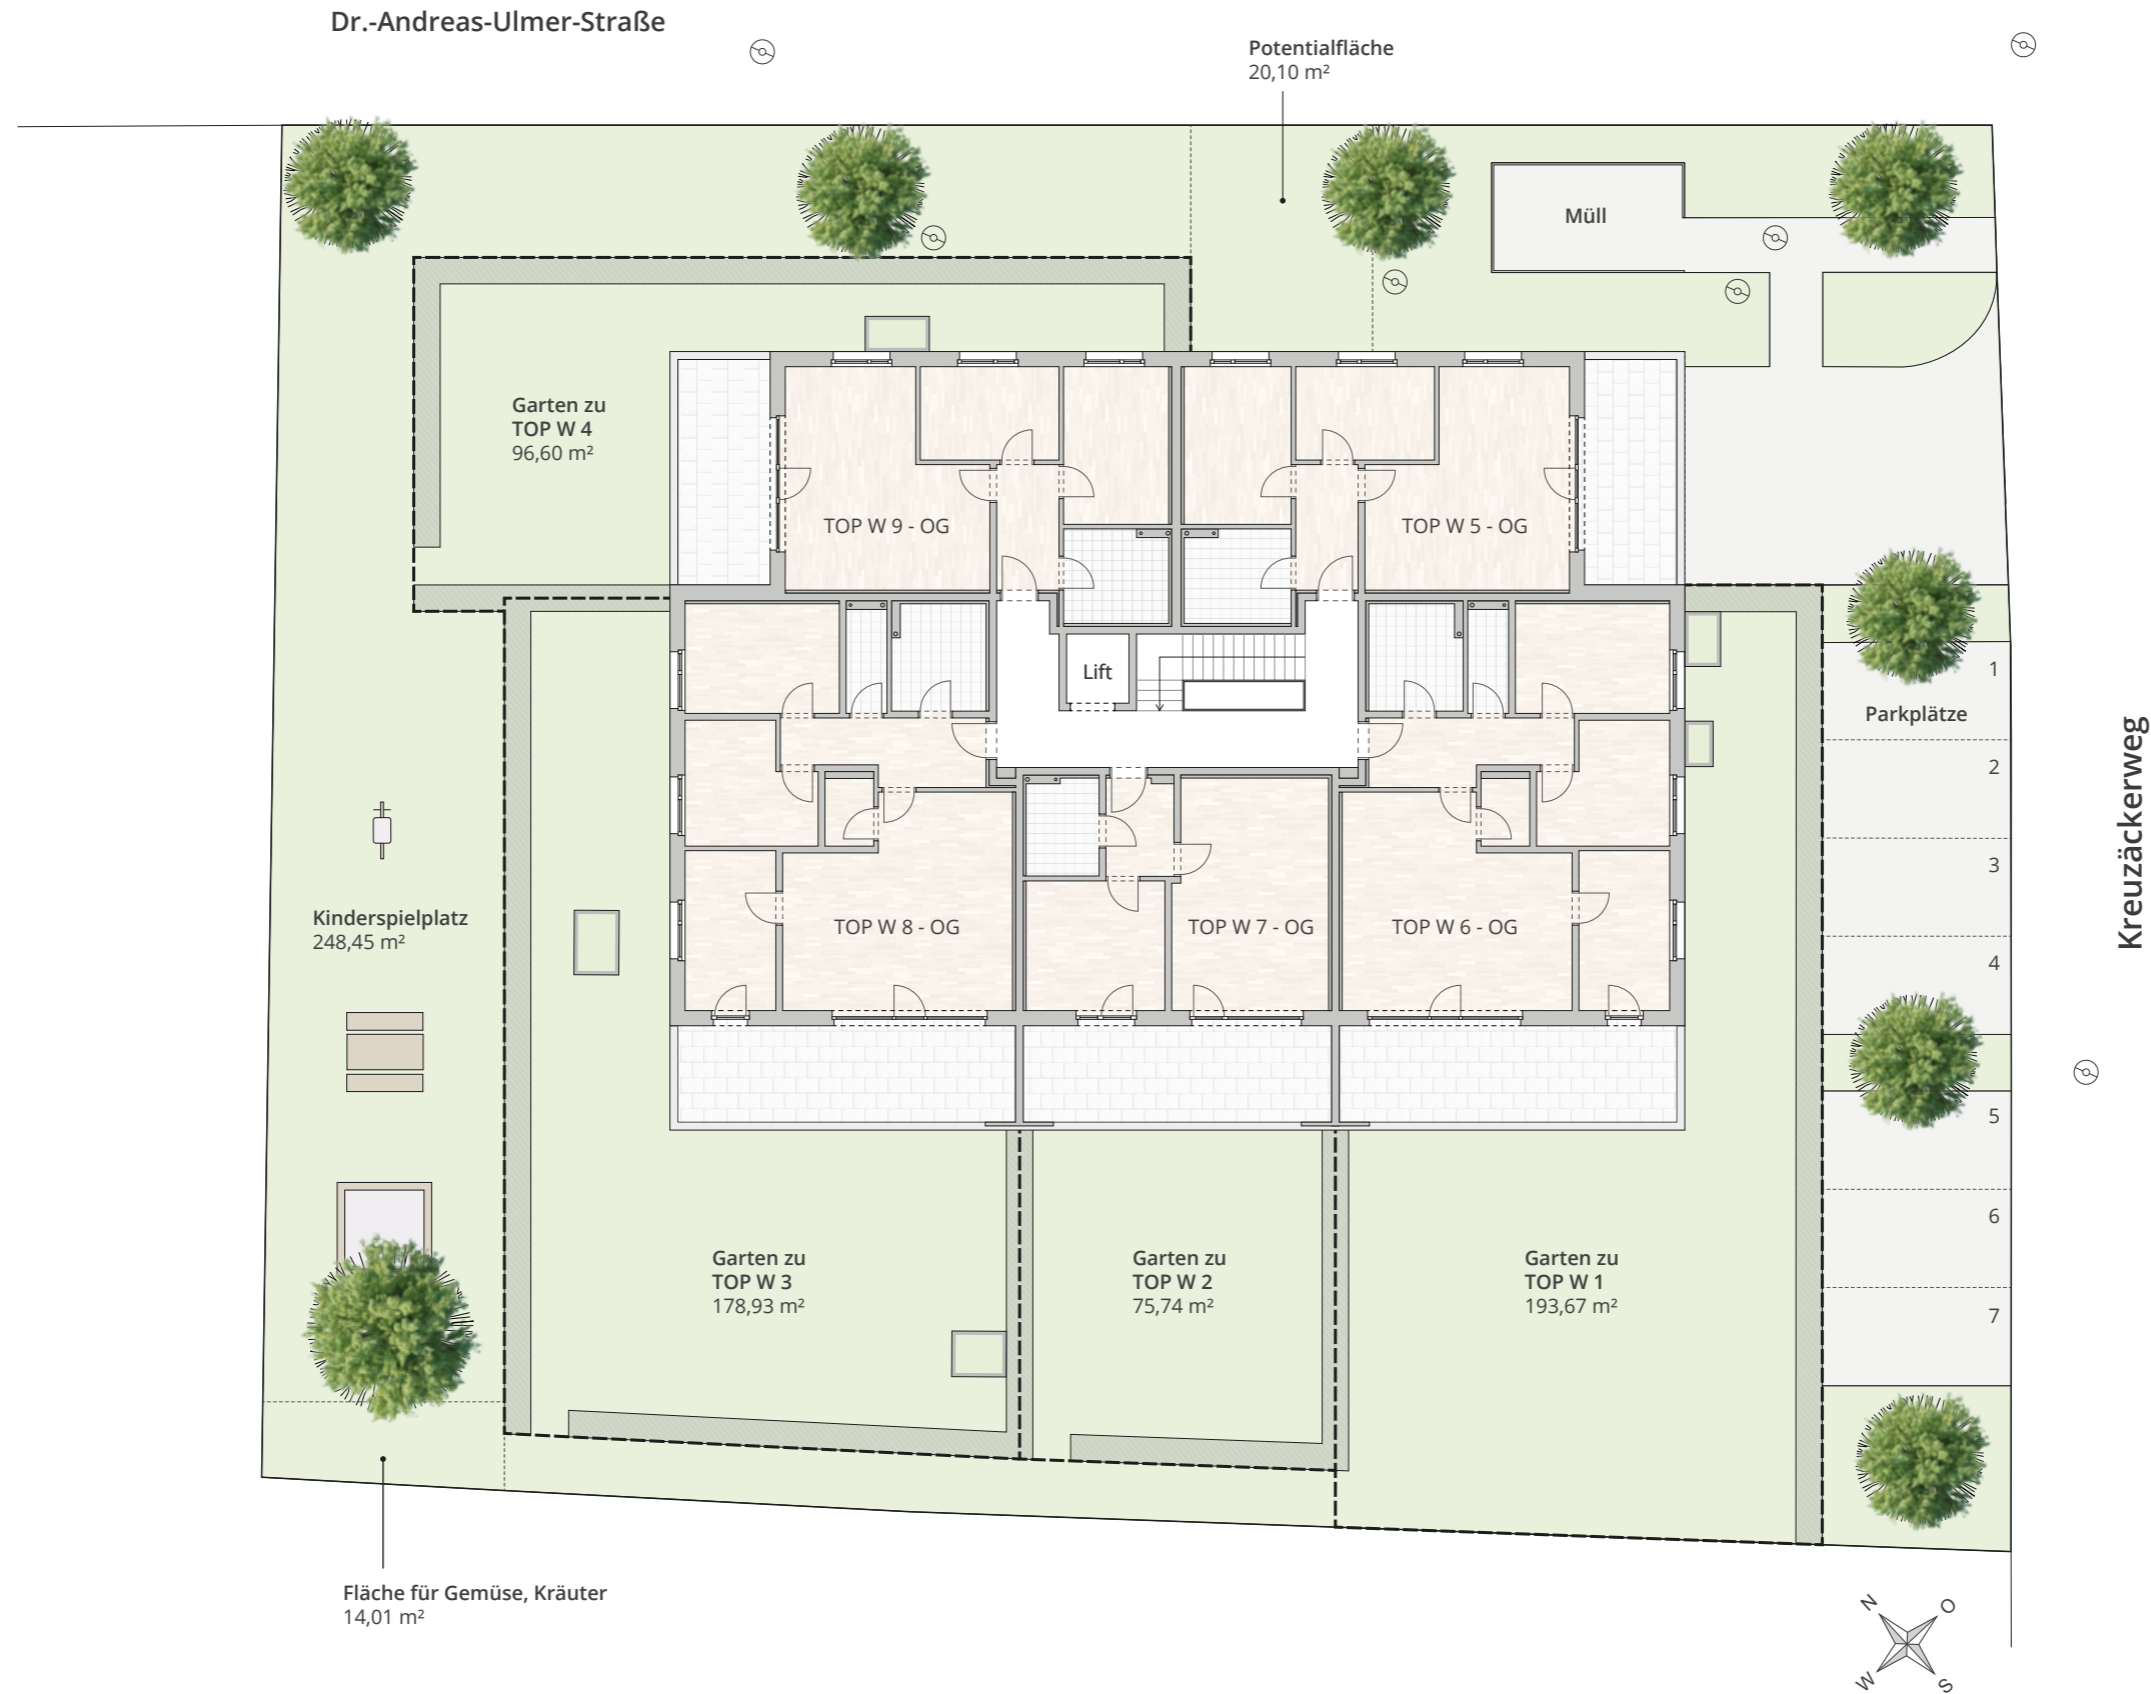 Dr.-Andreas-Ulmer-Straße
Potentialfläche
20,10 m²
Müll
Garten zu
TOP W 4
96,60 m²
TOP W 9 - OG
TOP W 5 - OG
Lift
1
Parkplätze
2
3
4
5
6
7
Kreuzäckerweg
Kinderspielplatz
248,45 m²
TOP W 8 - OG
TOP W 7 - OG
TOP W 6 - OG
Garten zu
TOP W 3
178,93 m²
Garten zu
TOP W 2
75,74 m²
Garten zu
TOP W 1
193,67 m²
Fläche für Gemüse, Kräuter
14,01 m²
N
O
W
S